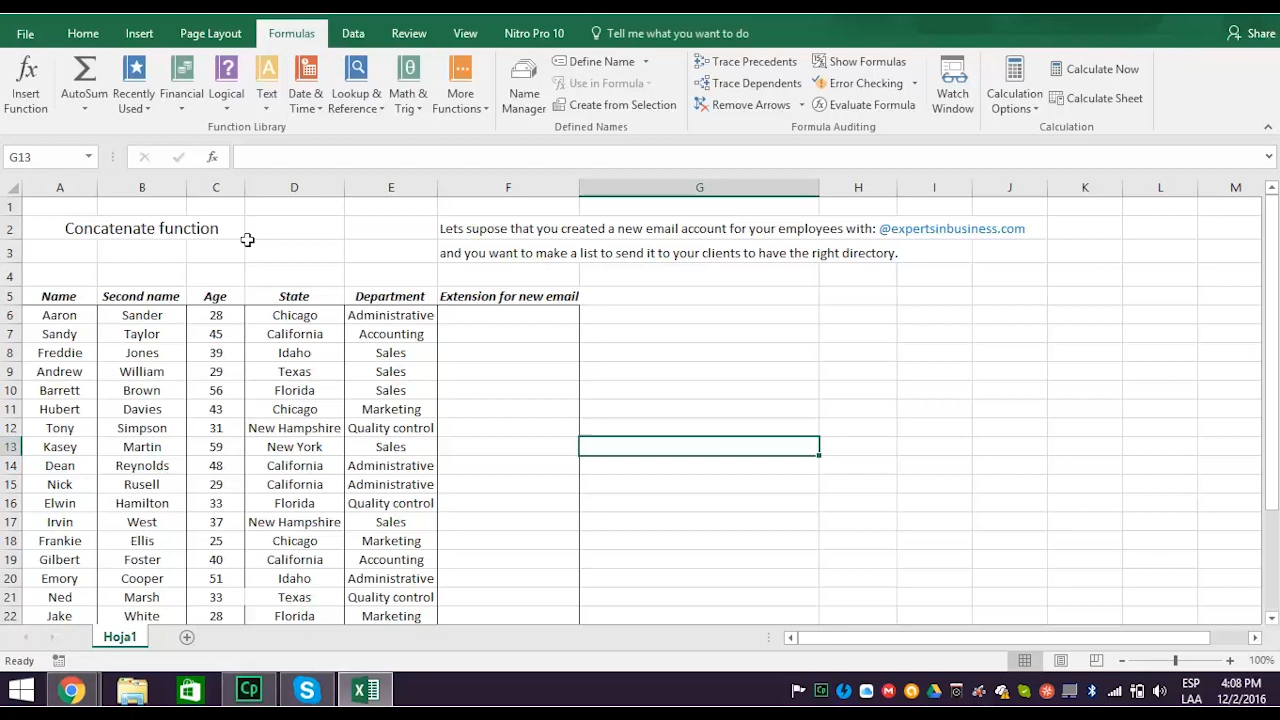 File Home Insert Page Layout Formulas Data Review View Nitro Pro 10 Tell me what you want to do Share
fx Σ ? A θ
Insert Function AutoSum Recently Used Financial Logical Text Date & Time Lookup & Reference Math & Trig More Functions
Function Library
Name Manager Define Name Use in Formula Create from Selection
Defined Names
Trace Precedents Show Formulas
Trace Dependents Error Checking
Remove Arrows Evaluate Formula
Formula Auditing
Watch Window
Calculation Options Calculate Now Calculate Sheet
Calculation
G13 fx
A B C D E F G H I J K L M
1
2 Concatenate function Lets supose that you created a new email account for your employees with: @expertsinbusiness.com
3 and you want to make a list to send it to your clients to have the right directory.
4
5 Name Second name Age State Department Extension for new email
6 Aaron Sander 28 Chicago Administrative
7 Sandy Taylor 45 California Accounting
8 Freddie Jones 39 Idaho Sales
9 Andrew William 29 Texas Sales
10 Barrett Brown 56 Florida Sales
11 Hubert Davies 43 Chicago Marketing
12 Tony Simpson 31 New Hampshire Quality control
13 Kasey Martin 59 New York Sales
14 Dean Reynolds 48 California Administrative
15 Nick Rusell 29 California Administrative
16 Elwin Hamilton 33 Florida Quality control
17 Irvin West 37 New Hampshire Sales
18 Frankie Ellis 25 Chicago Marketing
19 Gilbert Foster 40 California Accounting
20 Emory Cooper 51 Idaho Administrative
21 Ned Marsh 33 Texas Quality control
22 Jake White 28 Florida Marketing
Hoja1
Ready 100%
Cp ESP 4:08 PM
LAA 12/2/2016